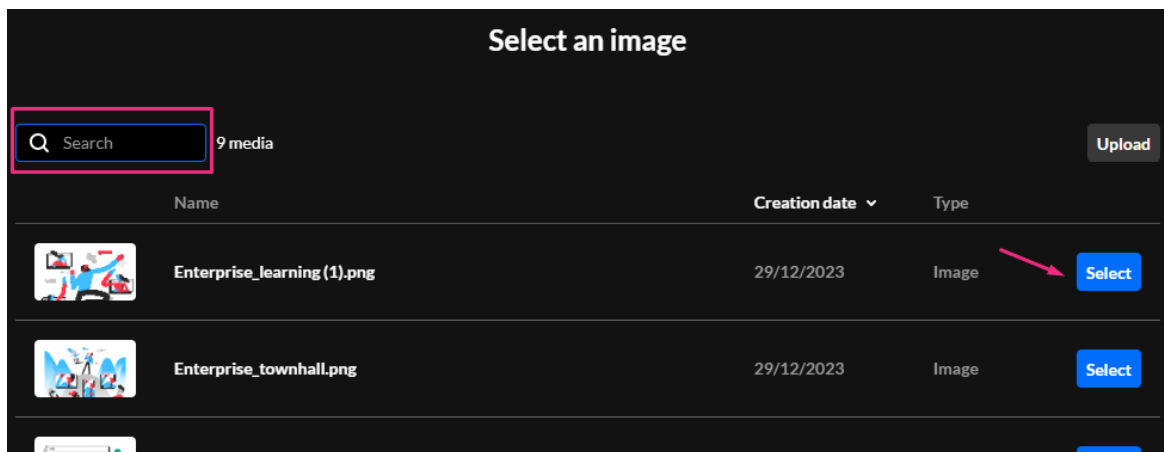 Select an image
Search 9 media Upload
Name Creation date Type
Enterprise_learning (1).png 29/12/2023 Image Select
Enterprise_townhall.png 29/12/2023 Image Select